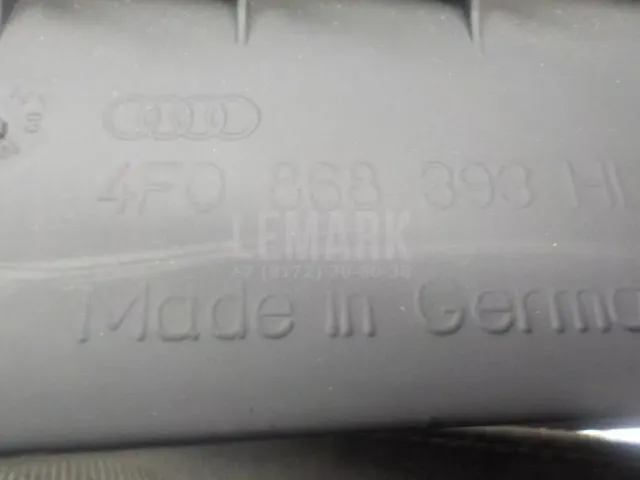 4F0 868 393 H
LEMARK
Made in Germa